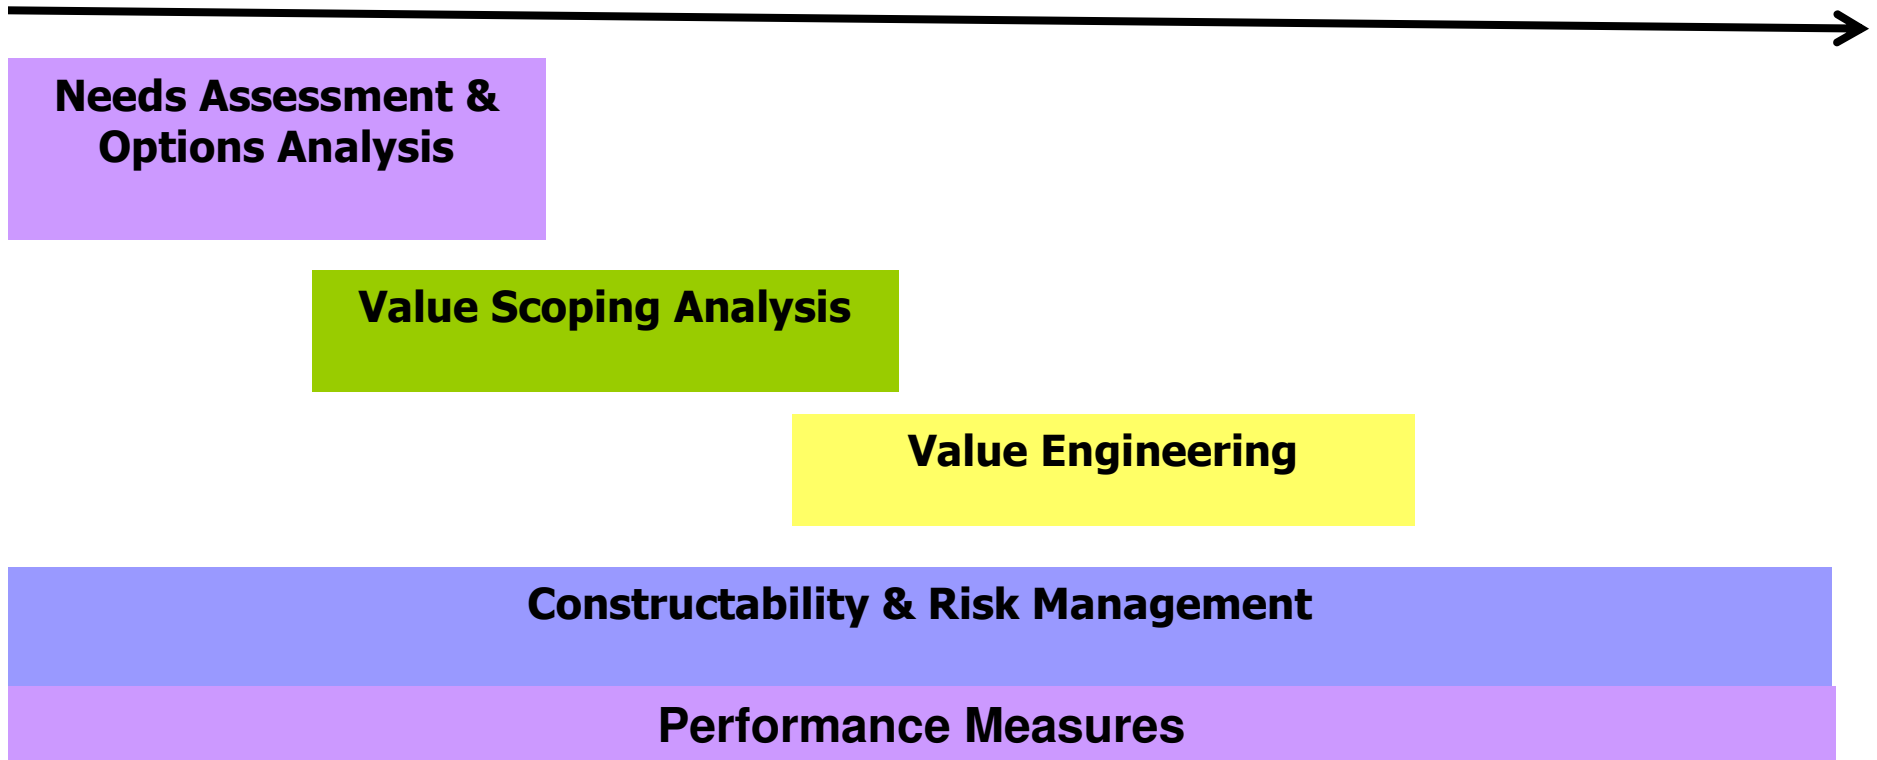 Needs Assessment &
Options Analysis
Value Scoping Analysis
Value Engineering
Constructability & Risk Management
Performance Measures